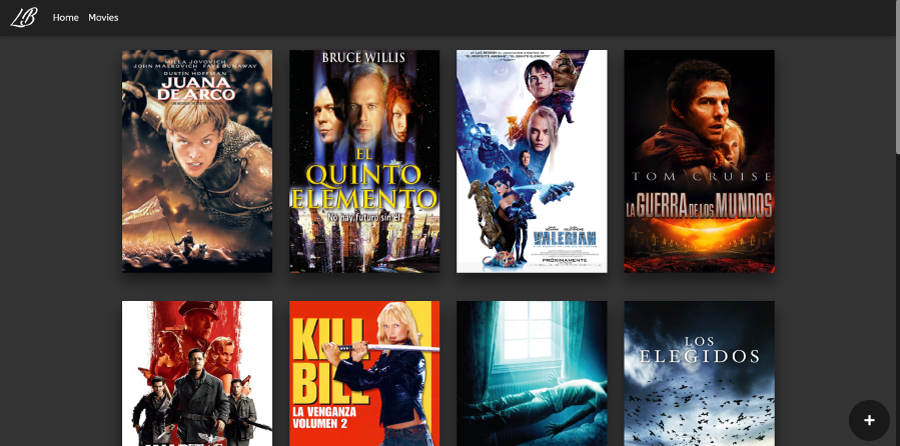 LB
Home
Movies
MILLA JOVOVICH
JOHN MALKOVICH FAYE DUNAWAY
DUSTIN HOFFMAN
JUANA
DE ARCO
BRUCE WILLIS
EL
QUINTO
ELEMENTO
No hay futuro sin él
VALERIAN
PRÓXIMAMENTE
TOM CRUISE
LA GUERRA DE LOS MUNDOS
KILL
BILL
LA VENGANZA
VOLUMEN 2
LOS
ELEGIDOS
+